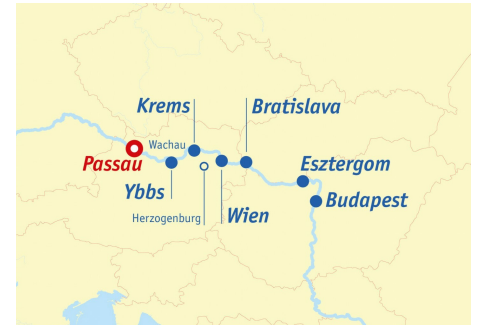 Krems
Bratislava
Wachau
Passau
Esztergom
Ybbs
Budapest
Herzogenburg
Wien